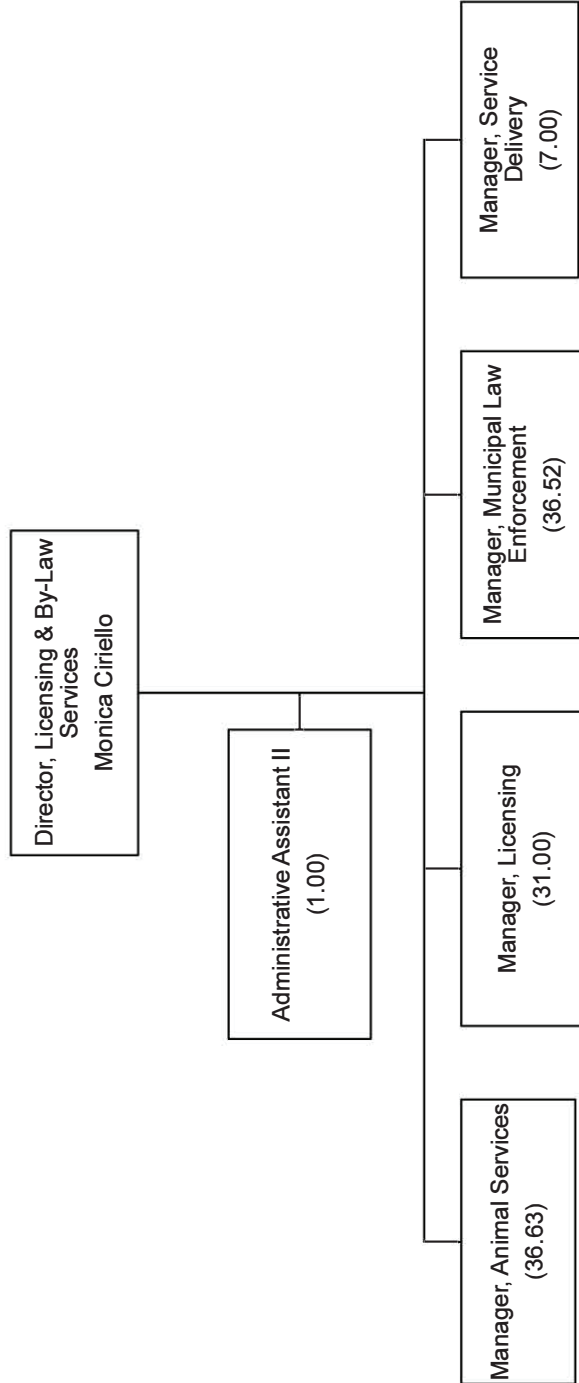 Director, Licensing & By-Law
Services
Monica Ciriello
Administrative Assistant II
(1.00)
Manager, Animal Services
(36.63)
Manager, Licensing
(31.00)
Manager, Municipal Law
Enforcement
(36.52)
Manager, Service
Delivery
(7.00)